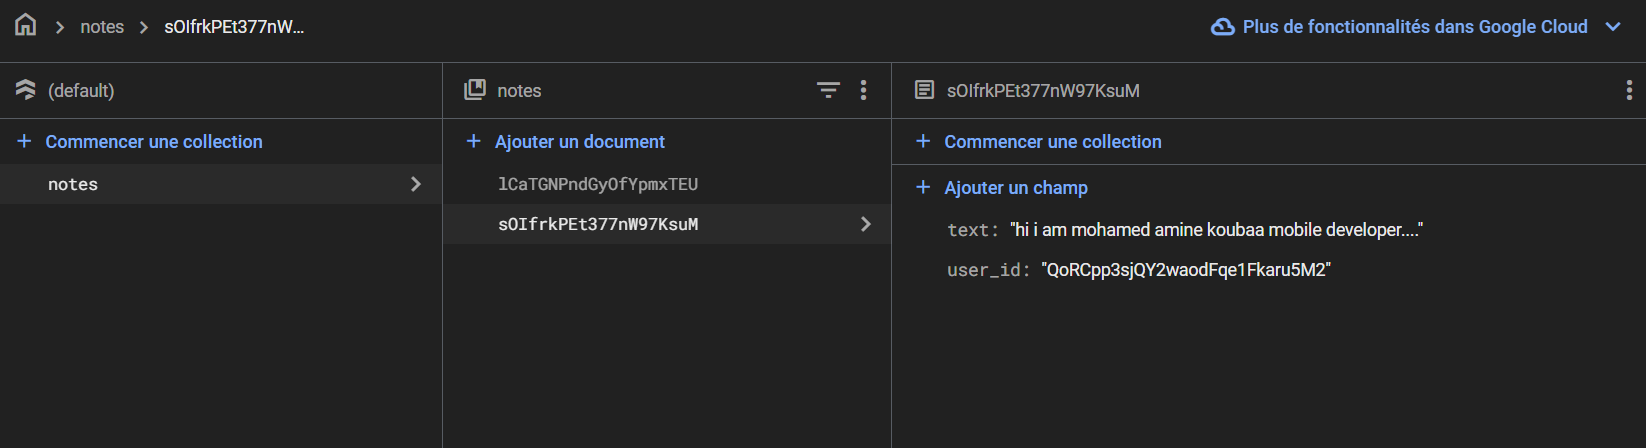 notes
sOIfrkPEt377nW...
Plus de fonctionnalités dans Google Cloud
(default)
notes
sOIfrkPEt377nW97KsuM
+ Commencer une collection
+ Ajouter un document
+ Commencer une collection
notes
lCaTGNPndGyOfYpmxTEU
+ Ajouter un champ
sOIfrkPEt377nW97KsuM
text: "hi i am mohamed amine koubaa mobile developer...."
user_id: "QoRCpp3sjQY2waodFqe1Fkaru5M2"